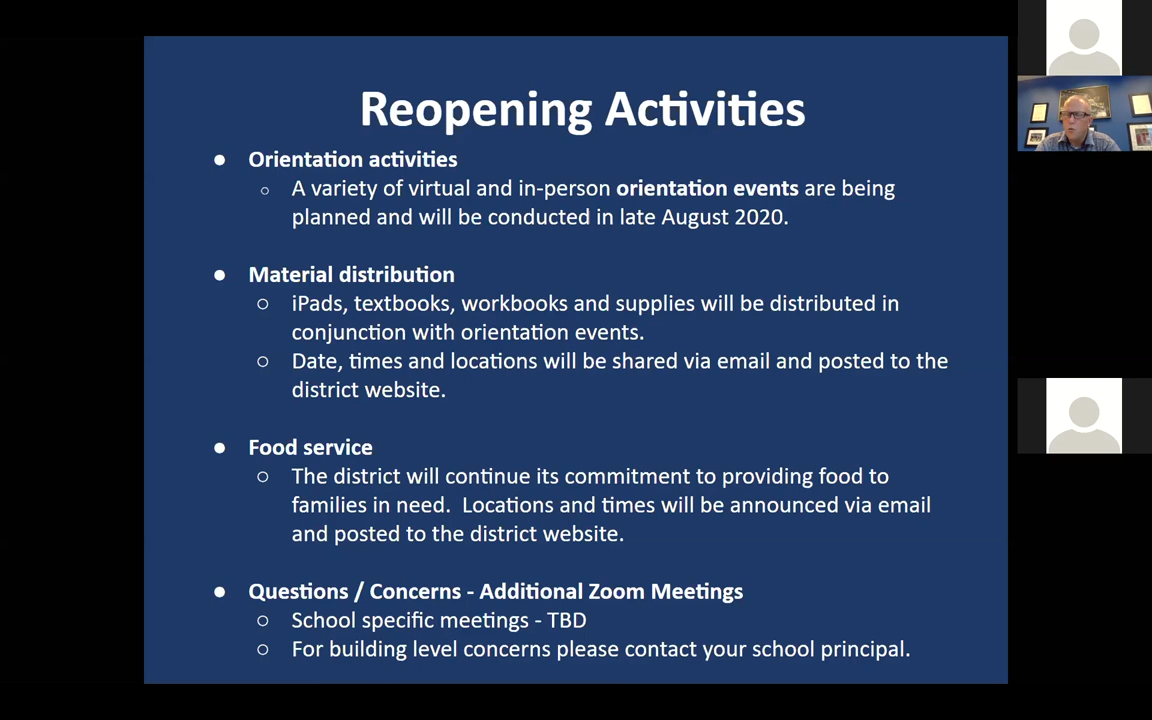 Reopening Activities
● Orientation activities
○ A variety of virtual and in-person orientation events are being
planned and will be conducted in late August 2020.
● Material distribution
○ iPads, textbooks, workbooks and supplies will be distributed in
conjunction with orientation events.
○ Date, times and locations will be shared via email and posted to the
district website.
● Food service
○ The district will continue its commitment to providing food to
families in need.  Locations and times will be announced via email
and posted to the district website.
● Questions / Concerns - Additional Zoom Meetings
○ School specific meetings - TBD
○ For building level concerns please contact your school principal.